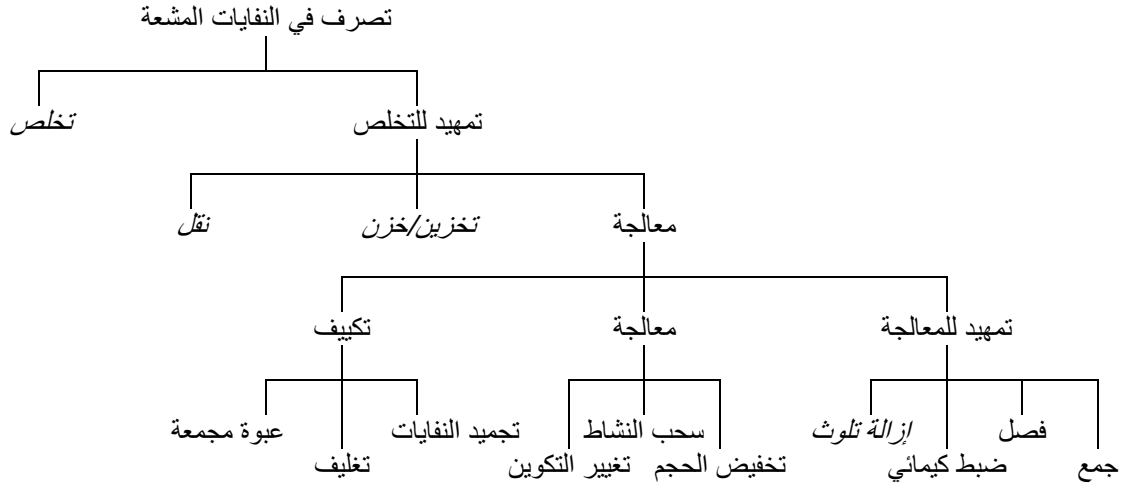 تصرف في النفايات المشعة
تمهيد للتخلص
تخلص
معالجة
تخزين/خزن
نقل
تمهيد للمعالجة
معالجة
تكييف
جمع
فصل
ضبط كيمائي
إزالة تلوث
تخفيض الحجم
سحب النشاط
تغيير التكوين
تجميد النفايات
تغليف
عبوة مجمعة